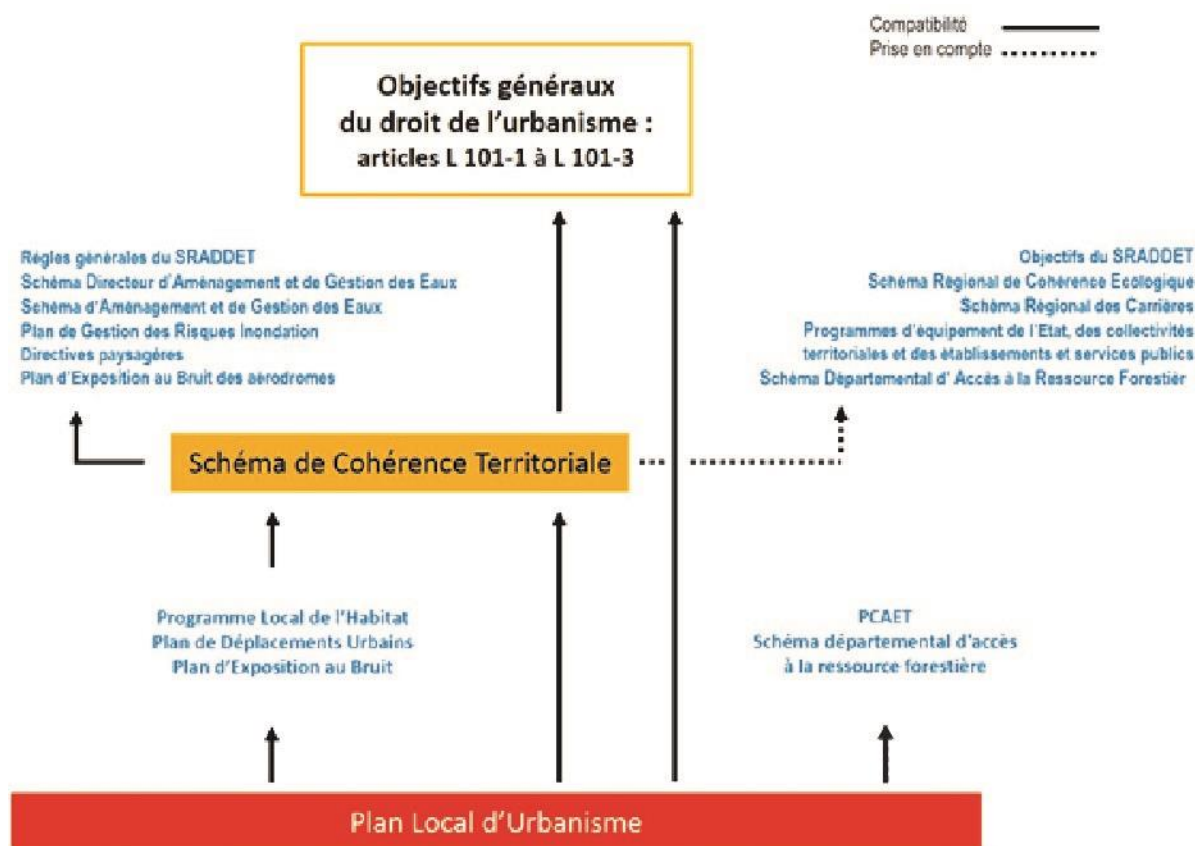 Compatibilité
Prise en compte
Objectifs généraux
du droit de l'urbanisme :
articles L 101-1 à L 101-3
Règles générales du SRADDET
Schéma Directeur d'Aménagement et de Géstion des Eaux
Schéma d'Aménagement et de Gestion des Eaux
Plan de Gestion des Risques Inondation
Directives paysagères
Plan d'Exposition au Bruit des aérodromes
Objectifs du SRADDET
Schéma Régional de Cohérence Ecologique
Schéma Régional des Carrières
Programmes d'équipement de l'Etat, des collectivités
territoriales et des établissements et services publics
Schéma Départemental d' Accès à la Ressource Forestièr
Schéma de Cohérence Territoriale
Programme Local de l'Habitat
Plan de Déplacements Urbains
Plan d'Exposition au Bruit
PCAET
Schéma départemental d'accès
à la ressource forestière
Plan Local d'Urbanisme